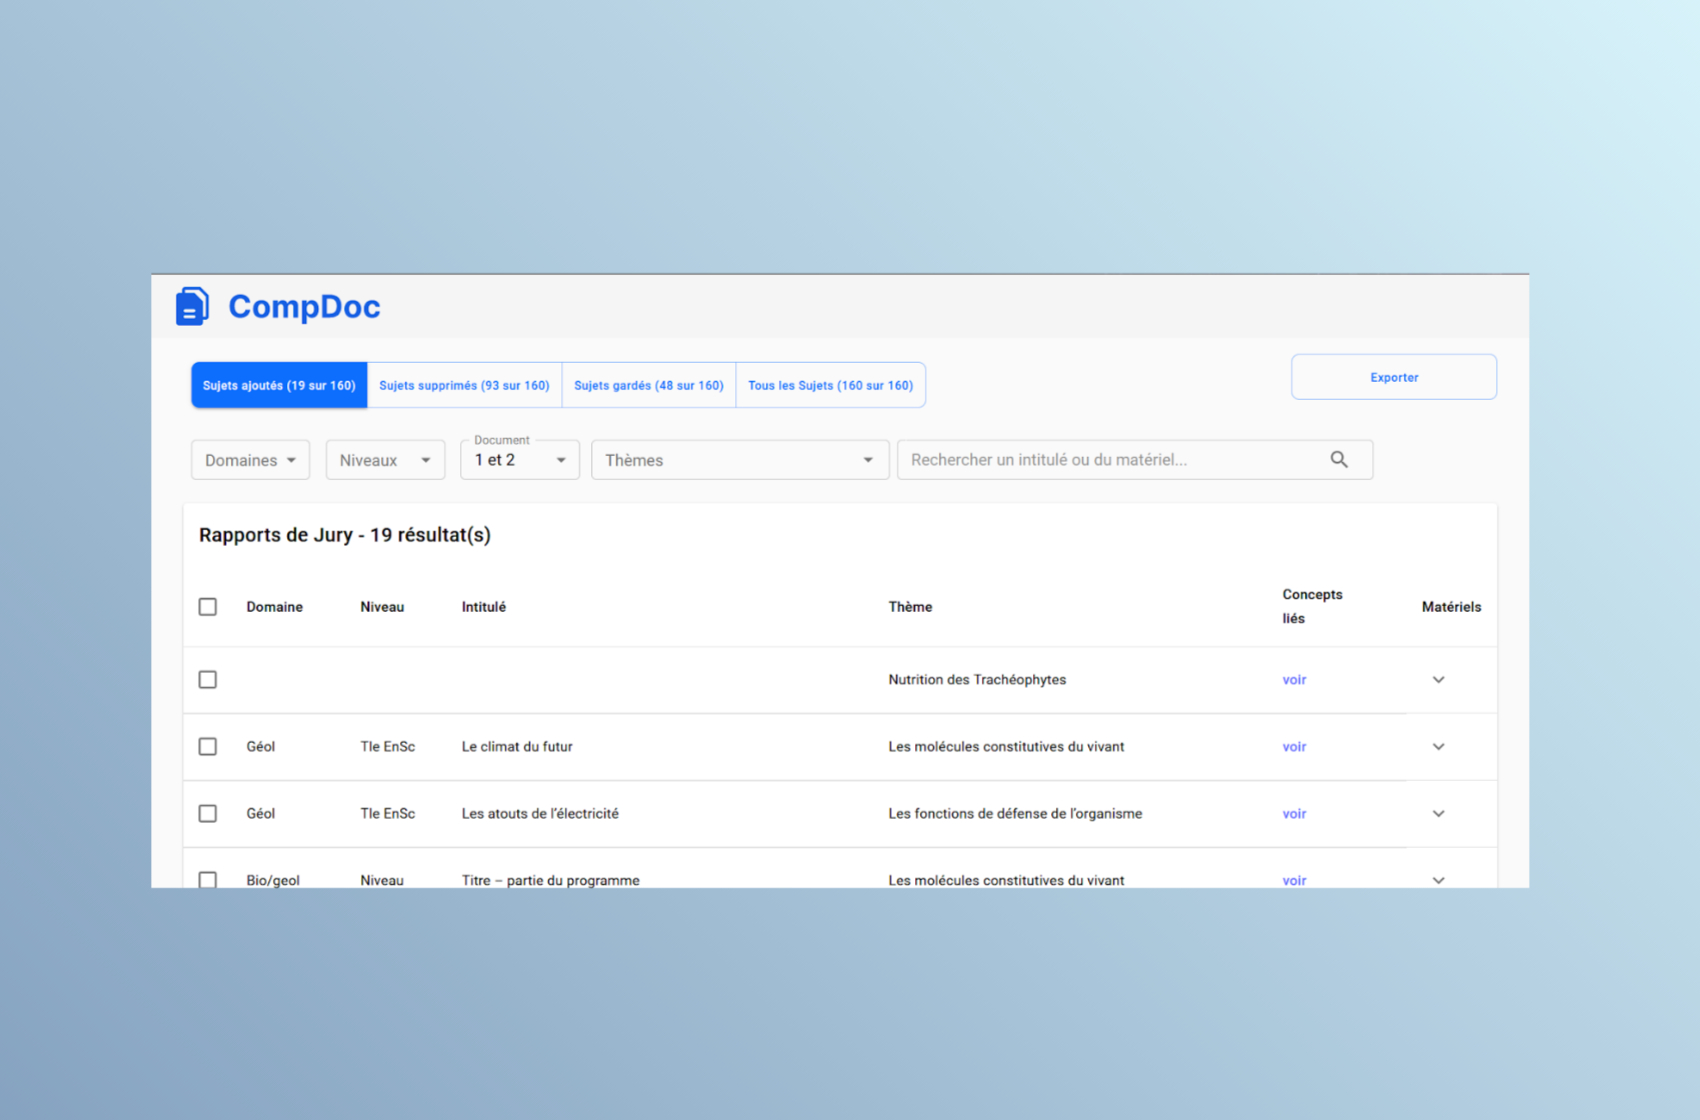 CompDoc
Sujets ajoutés (19 sur 160) Sujets supprimés (93 sur 160) Sujets gardés (48 sur 160) Tous les Sujets (160 sur 160) Exporter
Document
Domaines Niveaux 1 et 2 Thèmes Rechercher un intitulé ou du matériel...
Rapports de Jury - 19 résultat(s)
Domaine Niveau Intitulé Thème Concepts liés Matériels
Nutrition des Trachéophytes voir
Géol Tle EnSc Le climat du futur Les molécules constitutives du vivant voir
Géol Tle EnSc Les atouts de l'électricité Les fonctions de défense de l'organisme voir
Bio/geol Niveau Titre – partie du programme Les molécules constitutives du vivant voir